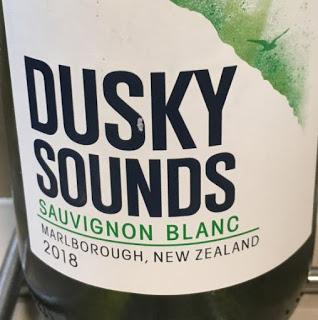 DUSKY
SOUNDS
SAUVIGNON BLANC
MARLBOROUGH, NEW ZEALAND
2018